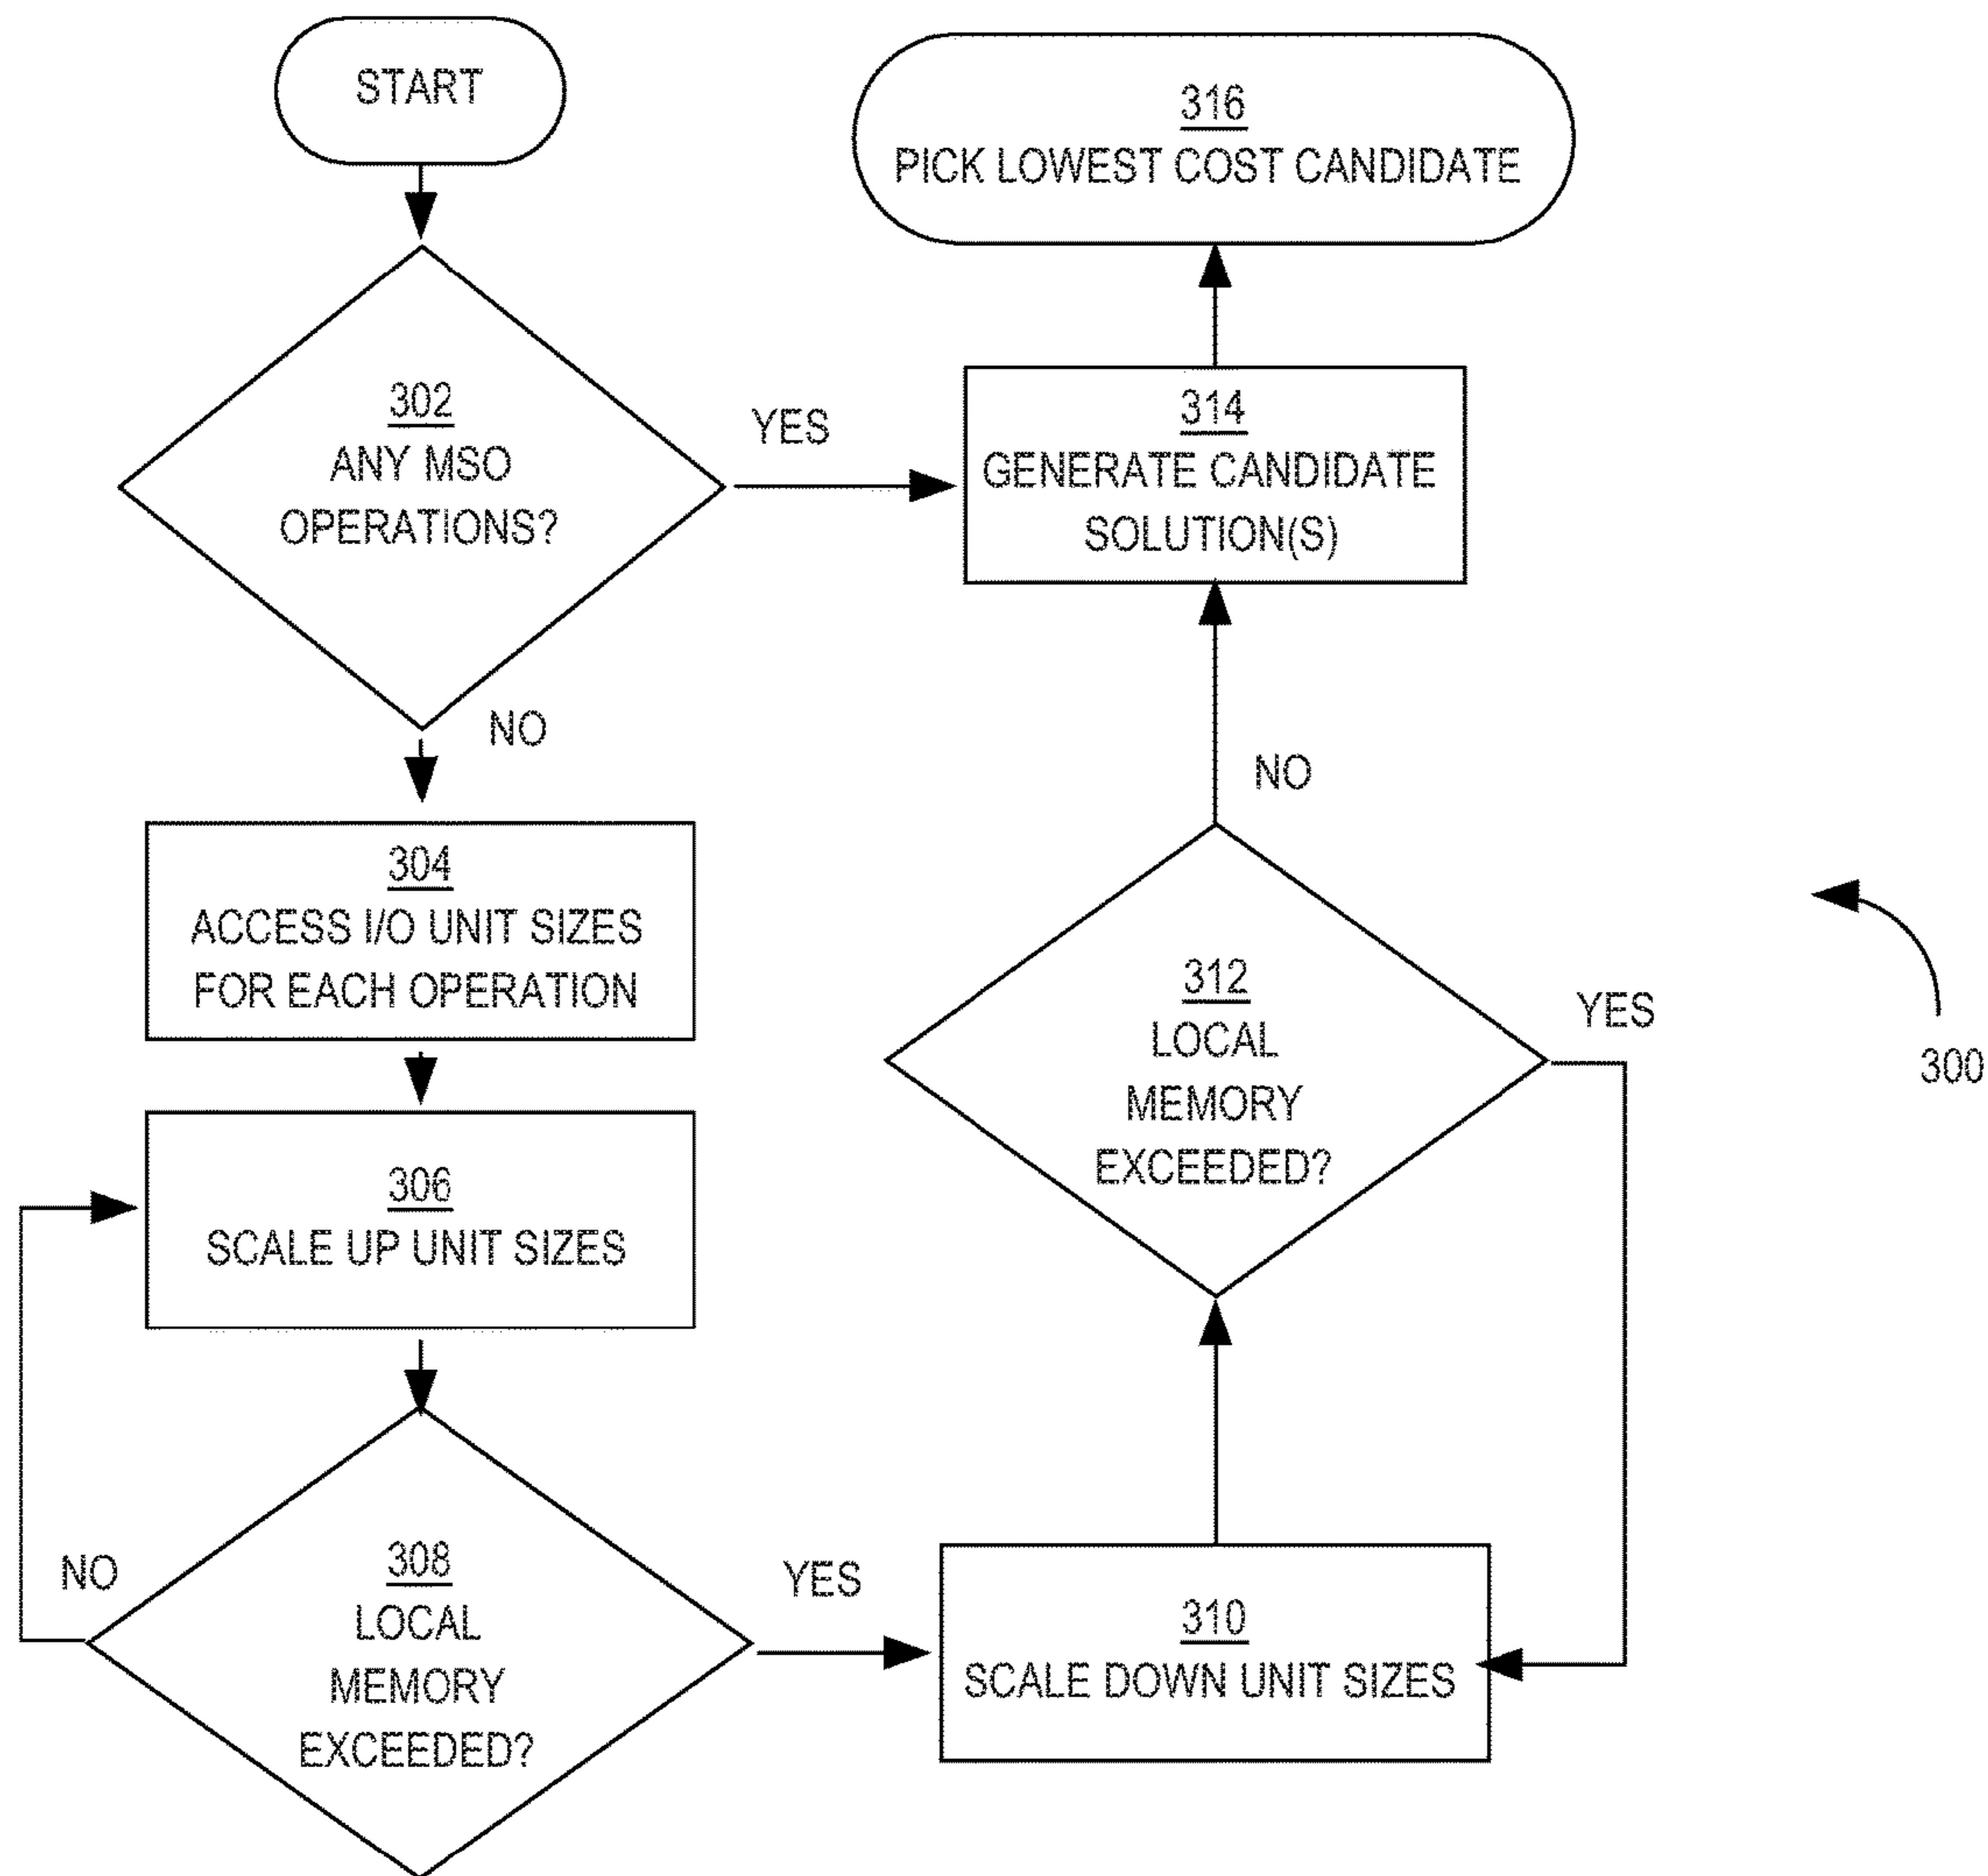 START
302
ANY MSO
OPERATIONS?
YES
NO
304
ACCESS I/O UNIT SIZES
FOR EACH OPERATION
306
SCALE UP UNIT SIZES
308
LOCAL
MEMORY
EXCEEDED?
NO
YES
310
SCALE DOWN UNIT SIZES
312
LOCAL
MEMORY
EXCEEDED?
YES
NO
314
GENERATE CANDIDATE
SOLUTION(S)
316
PICK LOWEST COST CANDIDATE
300